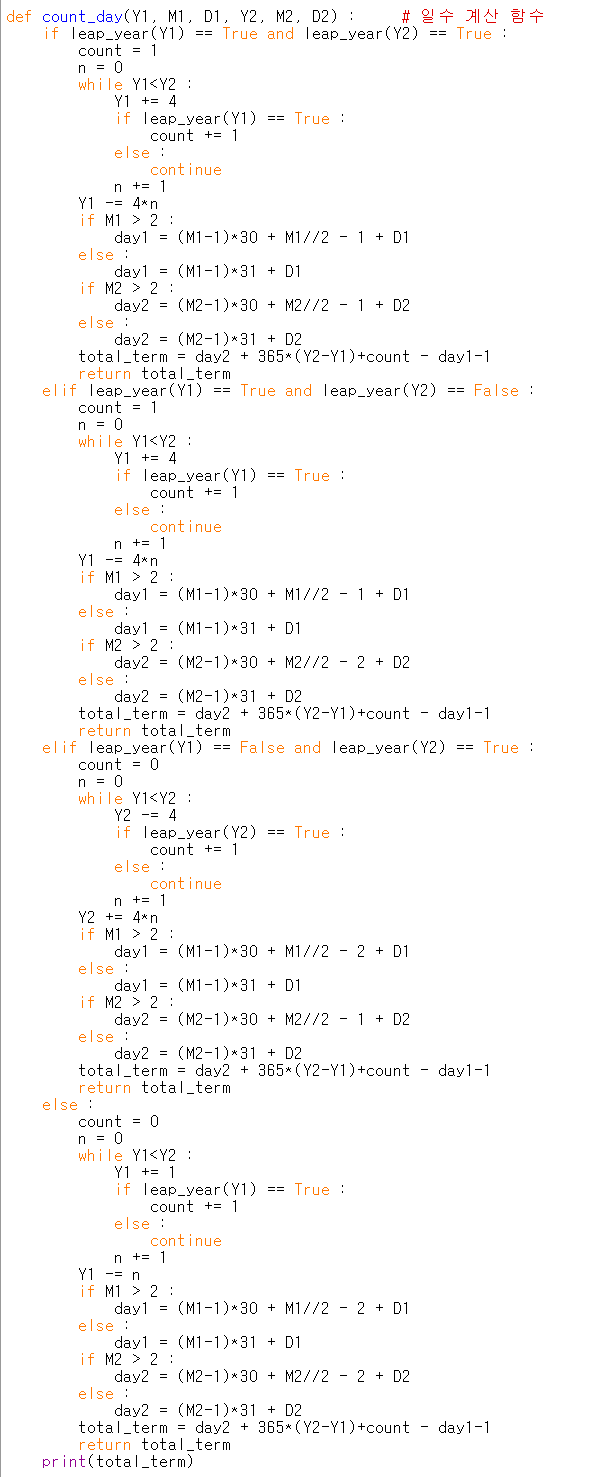 def count_day(Y1, M1, D1, Y2, M2, D2) :     # 일수 계산 함수
    if leap_year(Y1) == True and leap_year(Y2) == True :
        count = 1
        n = 0
        while Y1<Y2 :
            Y1 += 4
            if leap_year(Y1) == True :
                count += 1
            else :
                continue
            n += 1
        Y1 -= 4*n
        if M1 > 2 :
            day1 = (M1-1)*30 + M1//2 - 1 + D1
        else :
            day1 = (M1-1)*31 + D1
        if M2 > 2 :
            day2 = (M2-1)*30 + M2//2 - 1 + D2
        else :
            day2 = (M2-1)*31 + D2
        total_term = day2 + 365*(Y2-Y1)+count - day1-1
        return total_term
    elif leap_year(Y1) == True and leap_year(Y2) == False :
        count = 1
        n = 0
        while Y1<Y2 :
            Y1 += 4
            if leap_year(Y1) == True :
                count += 1
            else :
                continue
            n += 1
        Y1 -= 4*n
        if M1 > 2 :
            day1 = (M1-1)*30 + M1//2 - 1 + D1
        else :
            day1 = (M1-1)*31 + D1
        if M2 > 2 :
            day2 = (M2-1)*30 + M2//2 - 2 + D2
        else :
            day2 = (M2-1)*31 + D2
        total_term = day2 + 365*(Y2-Y1)+count - day1-1
        return total_term
    elif leap_year(Y1) == False and leap_year(Y2) == True :
        count = 0
        n = 0
        while Y1<Y2 :
            Y2 -= 4
            if leap_year(Y2) == True :
                count += 1
            else :
                continue
            n += 1
        Y2 += 4*n
        if M1 > 2 :
            day1 = (M1-1)*30 + M1//2 - 2 + D1
        else :
            day1 = (M1-1)*31 + D1
        if M2 > 2 :
            day2 = (M2-1)*30 + M2//2 - 1 + D2
        else :
            day2 = (M2-1)*31 + D2
        total_term = day2 + 365*(Y2-Y1)+count - day1-1
        return total_term
    else :
        count = 0
        n = 0
        while Y1<Y2 :
            Y1 += 1
            if leap_year(Y1) == True :
                count += 1
            else :
                continue
            n += 1
        Y1 -= n
        if M1 > 2 :
            day1 = (M1-1)*30 + M1//2 - 2 + D1
        else :
            day1 = (M1-1)*31 + D1
        if M2 > 2 :
            day2 = (M2-1)*30 + M2//2 - 2 + D2
        else :
            day2 = (M2-1)*31 + D2
        total_term = day2 + 365*(Y2-Y1)+count - day1-1
        return total_term
    print(total_term)